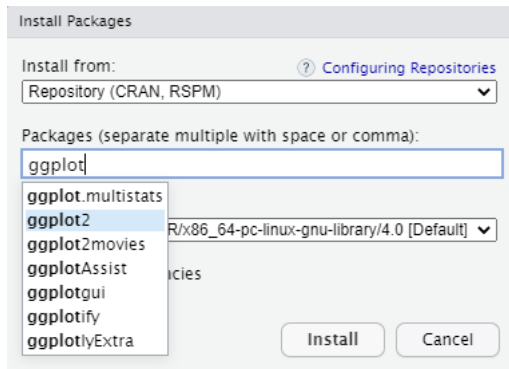 Install Packages
Install from:
? Configuring Repositories
Repository (CRAN, RSPM)
Packages (separate multiple with space or comma):
ggplot
ggplot.multistats
ggplot2
R/x86_64-pc-linux-gnu-library/4.0 [Default]
ggplot2movies
ggplotAssist
ggplotgui
ggplotify
ggplotlyExtra
Install
Cancel